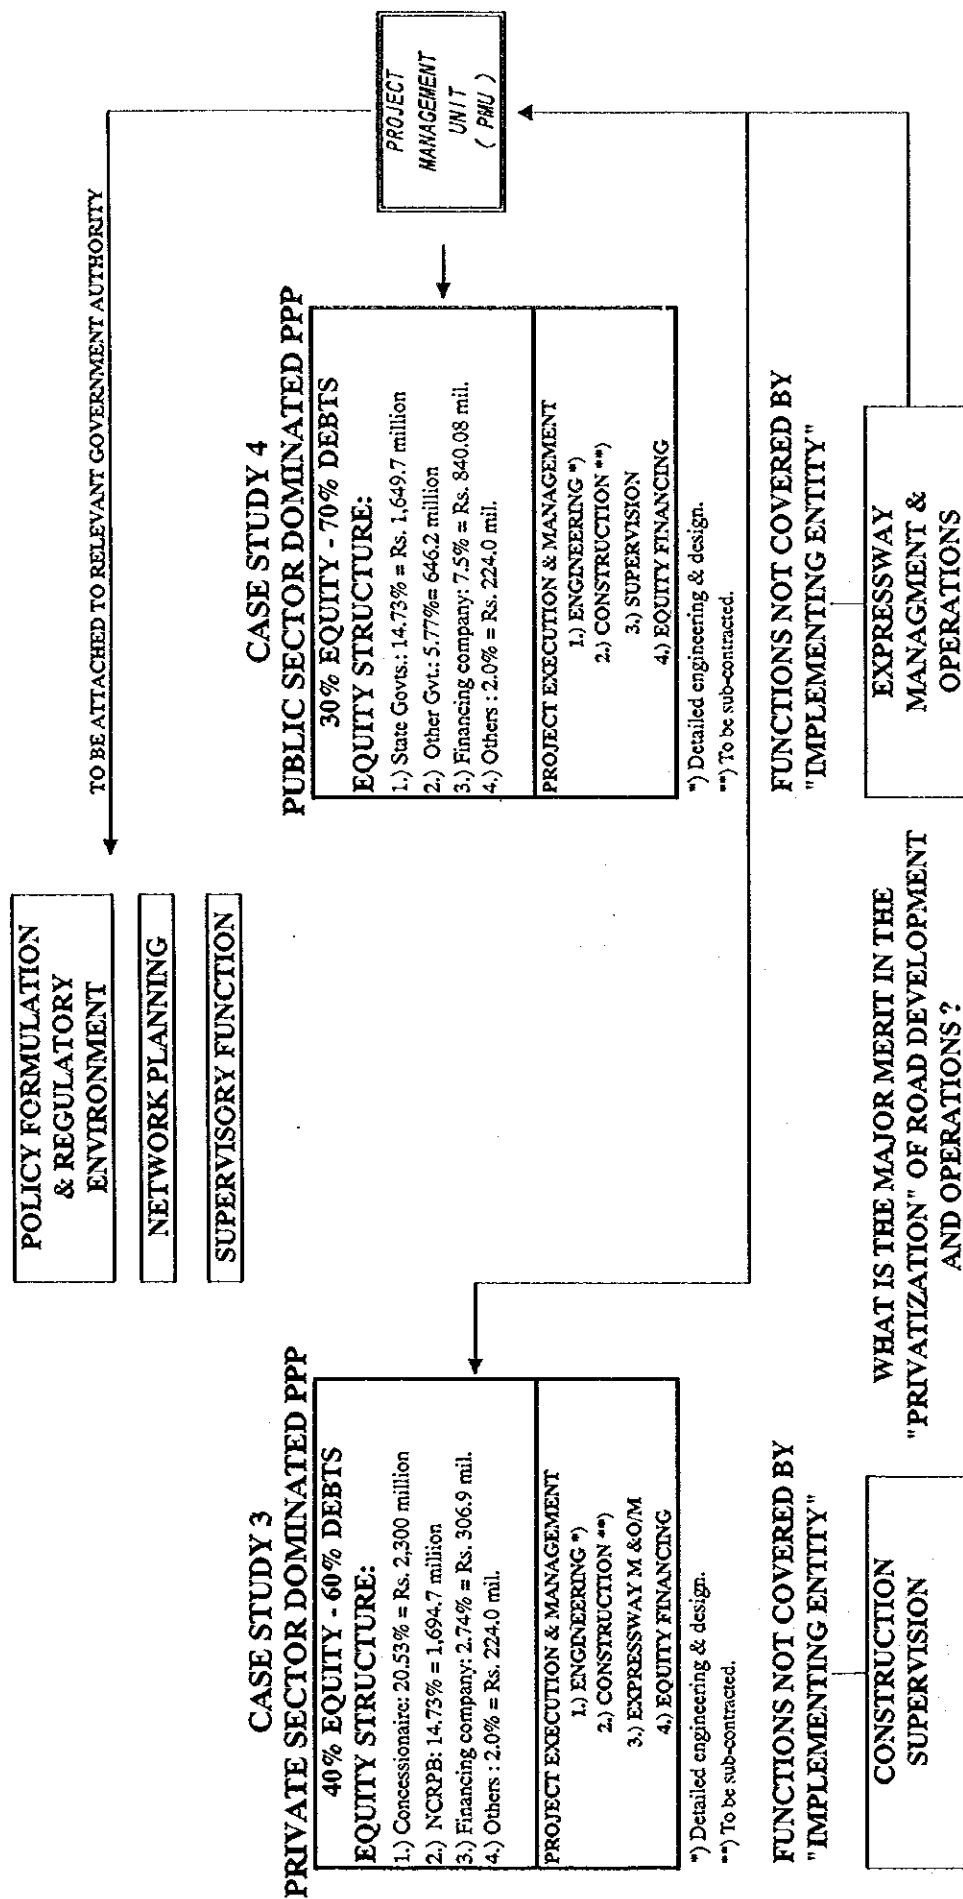 POLICY FORMULATION
& REGULATORY
ENVIRONMENT
NETWORK PLANNING
SUPERVISORY FUNCTION
TO BE ATTACHED TO RELEVANT GOVERNMENT AUTHORITY
PROJECT
MANAGEMENT
UNIT
( PMU )
CASE STUDY 3
PRIVATE SECTOR DOMINATED PPP
40% EQUITY - 60% DEBTS
EQUITY STRUCTURE:
1.) Concessionaire: 20.53% = Rs. 2,300 million
2.) NCRPB: 14.73% = 1,694.7 million
3.) Financing company: 2.74% = Rs. 306.9 mil.
4.) Others : 2.0% = Rs. 224.0 mil.
PROJECT EXECUTION & MANAGEMENT
1.) ENGINEERING *)
2.) CONSTRUCTION **)
3.) EXPRESSWAY M &O/M
4.) EQUITY FINANCING
*) Detailed engineering & design.
**) To be sub-contracted.
FUNCTIONS NOT COVERED BY
"IMPLEMENTING ENTITY"
CONSTRUCTION
SUPERVISION
CASE STUDY 4
PUBLIC SECTOR DOMINATED PPP
30% EQUITY - 70% DEBTS
EQUITY STRUCTURE:
1.) State Govts.: 14.73% = Rs. 1,649.7 million
2.) Other Gvt.: 5.77%= 646.2 million
3.) Financing company: 7.5% = Rs. 840.08 mil.
4.) Others : 2.0% = Rs. 224.0 mil.
PROJECT EXECUTION & MANAGEMENT
1.) ENGINEERING *)
2.) CONSTRUCTION **)
3.) SUPERVISION
4.) EQUITY FINANCING
*) Detailed engineering & design.
**) To be sub-contracted.
FUNCTIONS NOT COVERED BY
"IMPLEMENTING ENTITY"
EXPRESSWAY
MANAGMENT &
OPERATIONS
WHAT IS THE MAJOR MERIT IN THE
"PRIVATIZATION" OF ROAD DEVELOPMENT
AND OPERATIONS ?